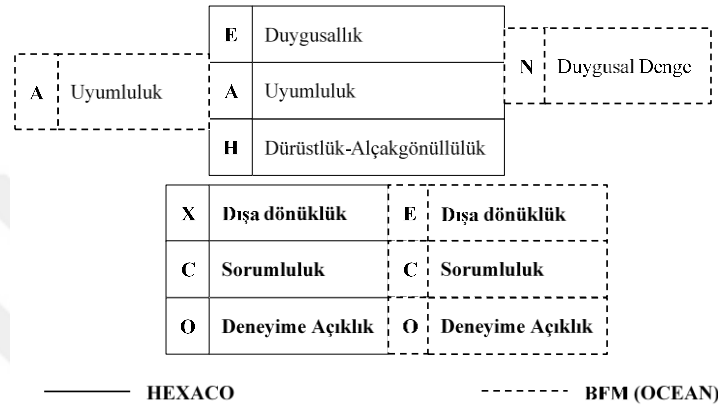 E Duygusallık
A Uyumluluk
A Uyumluluk
N Duygusal Denge
H Dürüstlük-Alçakgönüllülük
X Dışa dönüklük E Dışa dönüklük
C Sorumluluk C Sorumluluk
O Deneyime Açıklık O Deneyime Açıklık
HEXACO BFM (OCEAN)